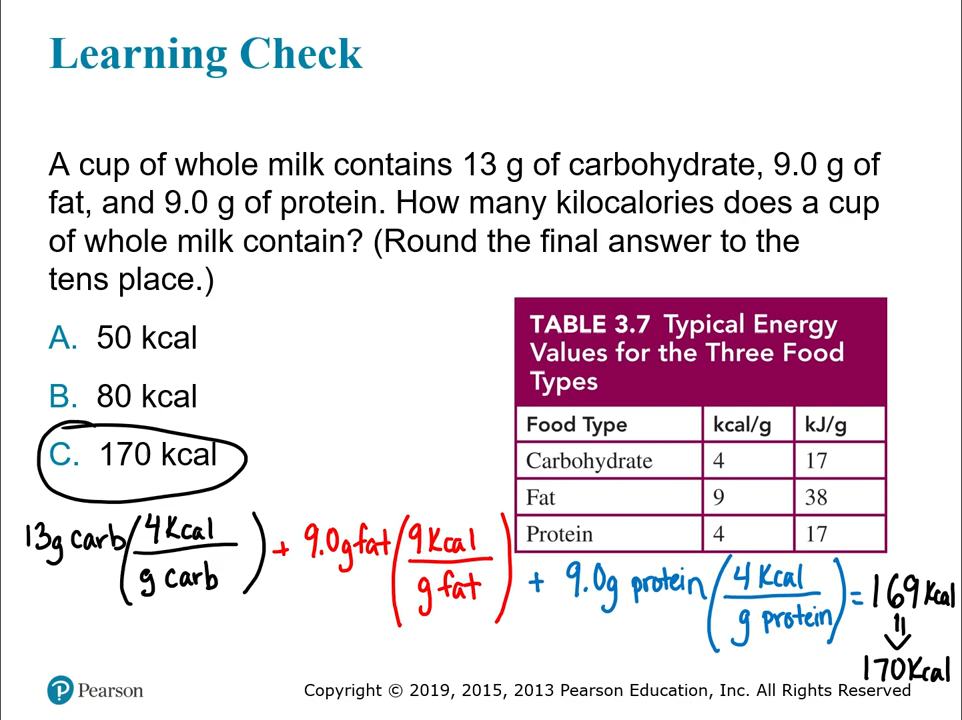 Learning Check
A cup of whole milk contains 13 g of carbohydrate, 9.0 g of
fat, and 9.0 g of protein. How many kilocalories does a cup
of whole milk contain? (Round the final answer to the
tens place.)
A. 50 kcal
B. 80 kcal
C. 170 kcal
TABLE 3.7 Typical Energy
Values for the Three Food
Types
Food Type kcal/g kJ/g
Carbohydrate 4 17
Fat 9 38
Protein 4 17
13g carb (4 Kcal / g carb) + 9.0g fat (9 Kcal / g fat) + 9.0g protein (4 Kcal / g protein) = 169 Kcal
170 Kcal
Pearson
Copyright © 2019, 2015, 2013 Pearson Education, Inc. All Rights Reserved